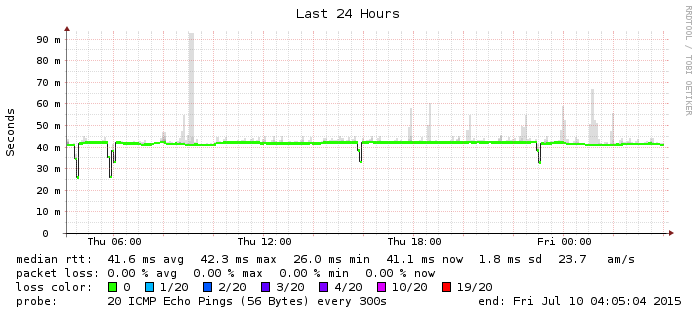 Last 24 Hours
RRDTOOL / TOBI OETIKER
Seconds
90 m
80 m
70 m
60 m
50 m
40 m
30 m
20 m
10 m
0
Thu 06:00 Thu 12:00 Thu 18:00 Fri 00:00
median rtt: 41.6 ms avg 42.3 ms max 26.0 ms min 41.1 ms now 1.8 ms sd 23.7 am/s
packet loss: 0.00 % avg 0.00 % max 0.00 % min 0.00 % now
loss color: 0 1/20 2/20 3/20 4/20 10/20 19/20
probe: 20 ICMP Echo Pings (56 Bytes) every 300s end: Fri Jul 10 04:05:04 2015